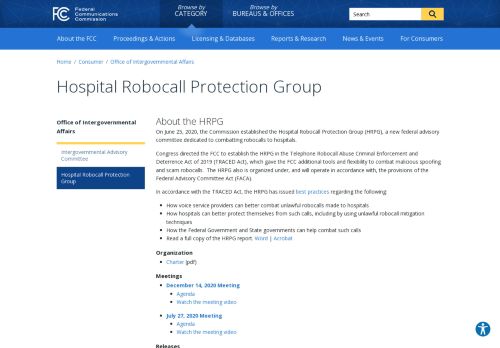 FCC Federal Communications Commission
Browse by CATEGORY
Browse by BUREAUS & OFFICES
Search
About the FCC
Proceedings & Actions
Licensing & Databases
Reports & Research
News & Events
For Consumers
Home / Consumer / Office of Intergovernmental Affairs
Hospital Robocall Protection Group
Office of Intergovernmental
Affairs
Intergovernmental Advisory
Committee
Hospital Robocall Protection
Group
About the HRPG
On June 25, 2020, the Commission established the Hospital Robocall Protection Group (HRPG), a new federal advisory
committee dedicated to combating robocalls to hospitals.
Congress directed the FCC to establish the HRPG in the Telephone Robocall Abuse Criminal Enforcement and
Deterrence Act of 2019 (TRACED Act), which gave the FCC additional tools and flexibility to combat malicious spoofing
and scam robocalls. The HRPG also is organized under, and will operate in accordance with, the provisions of the
Federal Advisory Committee Act (FACA).
In accordance with the TRACED Act, the HRPG has issued best practices regarding the following:
• How voice service providers can better combat unlawful robocalls made to hospitals
• How hospitals can better protect themselves from such calls, including by using unlawful robocall mitigation
techniques
• How the Federal Government and State governments can help combat such calls
• Read a full copy of the HRPG report: Word | Acrobat
Organization
• Charter (pdf)
Meetings
• December 14, 2020 Meeting
• Agenda
• Watch the meeting video
• July 27, 2020 Meeting
• Agenda
• Watch the meeting video
Releases